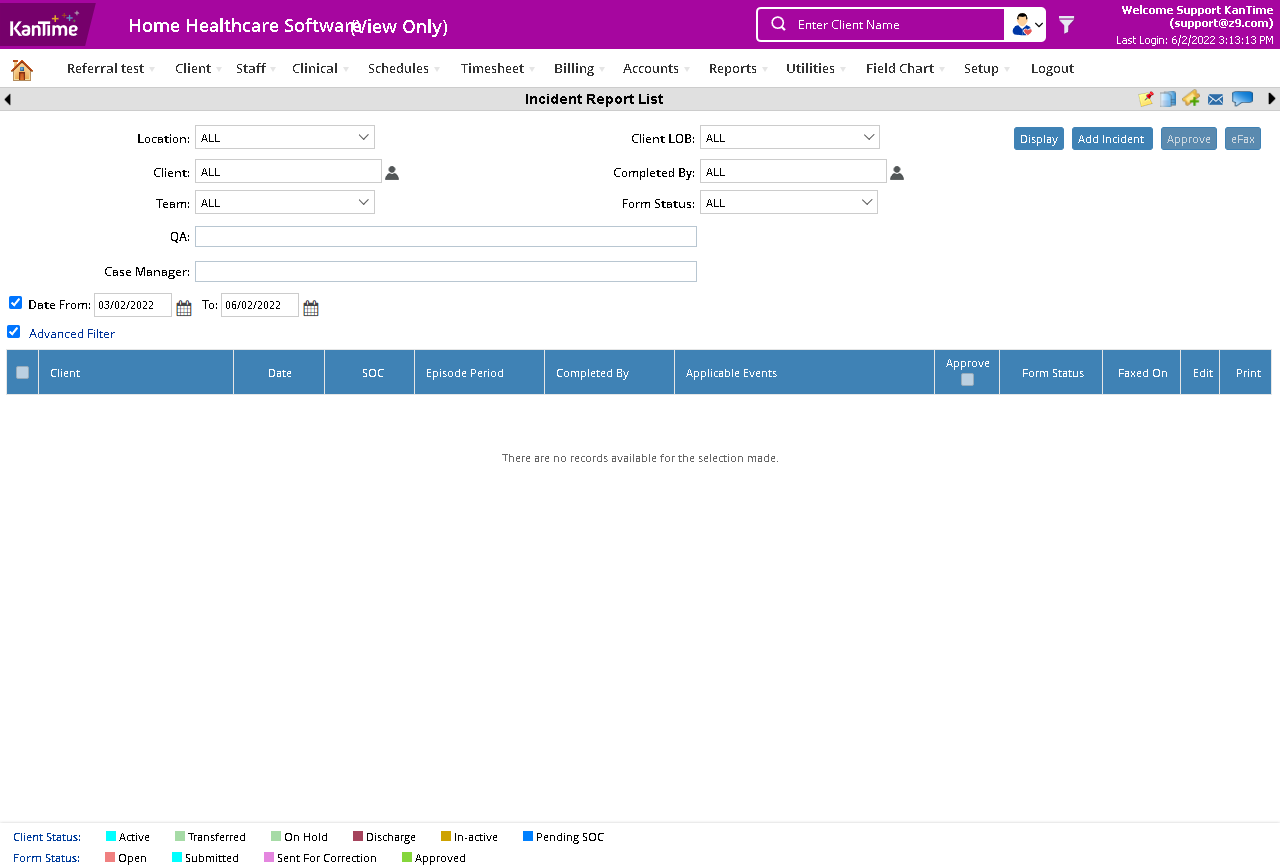 KanTime Home Healthcare Software (View Only) Enter Client Name Welcome Support KanTime
(support@z9.com)
Last Login: 6/2/2022 3:13:13 PM
Referral test Client Staff Clinical Schedules Timesheet Billing Accounts Reports Utilities Field Chart Setup Logout
Incident Report List
Location: ALL Client LOB: ALL Display Add Incident Approve eFax
Client: ALL Completed By: ALL
Team: ALL Form Status: ALL
QA:
Case Manager:
Date From: 03/02/2022 To: 06/02/2022
Advanced Filter
Client Date SOC Episode Period Completed By Applicable Events Approve Form Status Faxed On Edit Print
There are no records available for the selection made.
Client Status: Active Transferred On Hold Discharge In-active Pending SOC
Form Status: Open Submitted Sent For Correction Approved